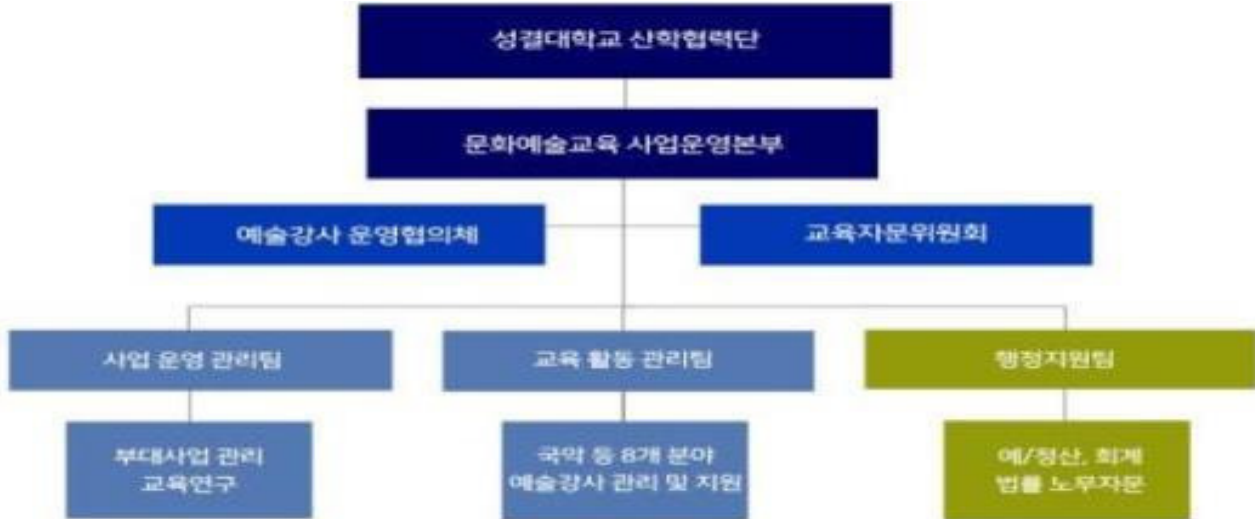 성결대학교 산학협력단
문화예술교육 사업운영본부
예술강사 운영협의체
교육자문위원회
사업 운영 관리팀
교육 활동 관리팀
행정지원팀
부대사업 관리
교육연구
국악 등 8개 분야
예술강사 관리 및 지원
예/정산, 회계
법률 노무자문